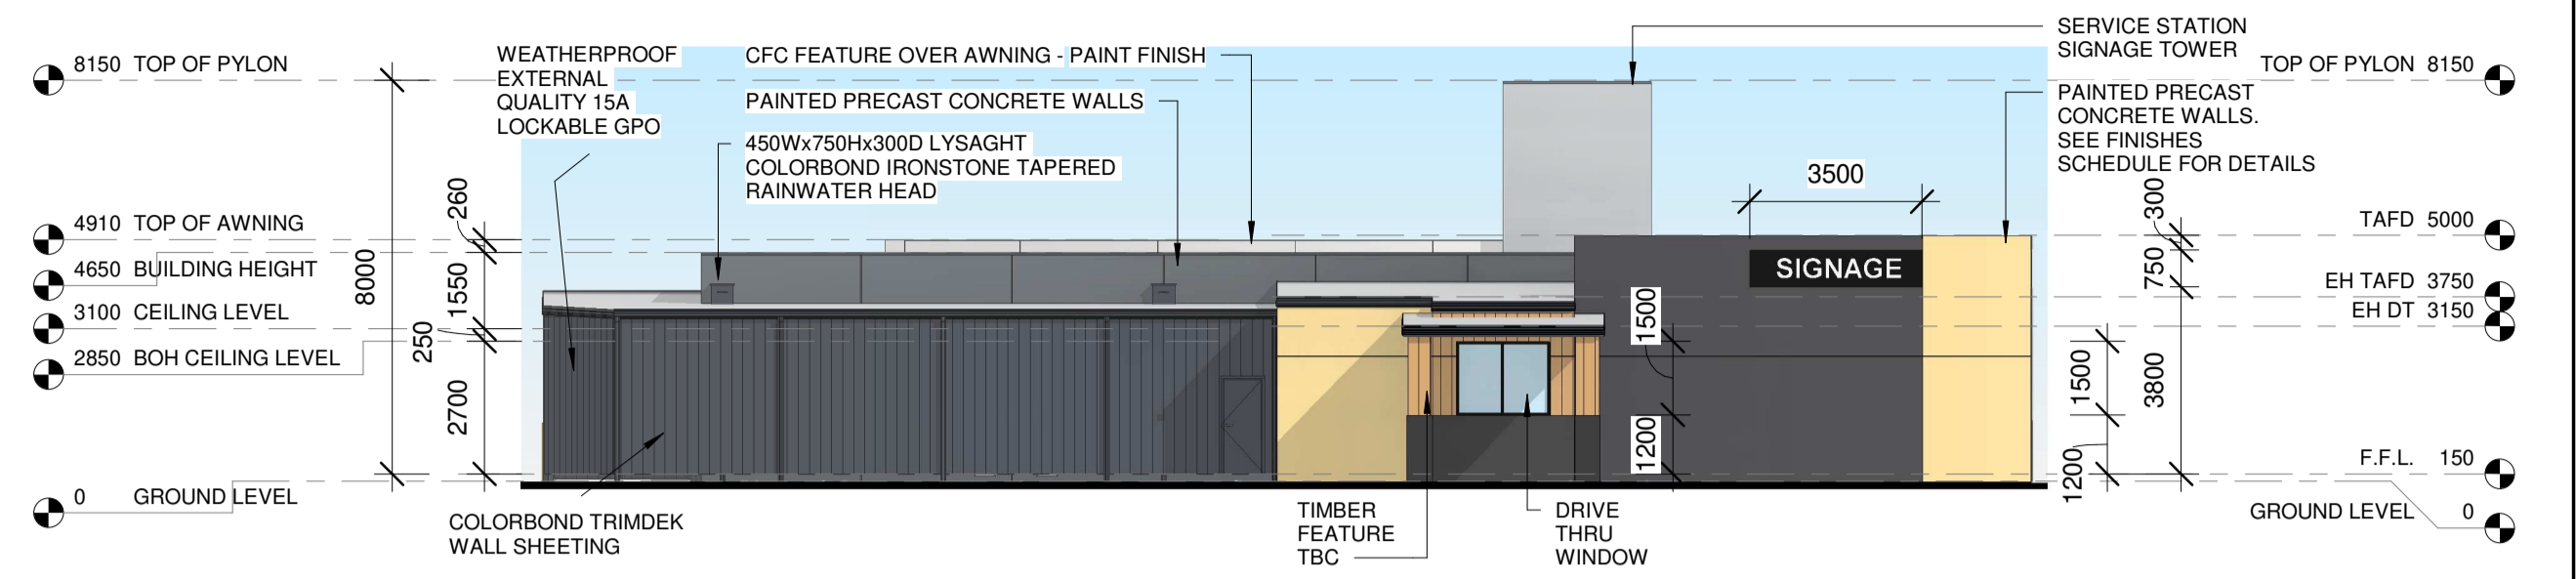 8150 TOP OF PYLON
4910 TOP OF AWNING
4650 BUILDING HEIGHT
3100 CEILING LEVEL
2850 BOH CEILING LEVEL
0 GROUND LEVEL
8000
250
260
1550
2700
WEATHERPROOF
EXTERNAL
QUALITY 15A
LOCKABLE GPO
CFC FEATURE OVER AWNING - PAINT FINISH
PAINTED PRECAST CONCRETE WALLS
450Wx750Hx300D LYSAGHT
COLORBOND IRONSTONE TAPERED
RAINWATER HEAD
COLORBOND TRIMDEK
WALL SHEETING
TIMBER
FEATURE
TBC
DRIVE
THRU
WINDOW
1500
1200
3500
SIGNAGE
SERVICE STATION
SIGNAGE TOWER
PAINTED PRECAST
CONCRETE WALLS.
SEE FINISHES
SCHEDULE FOR DETAILS
300
750
3800
1500
1200
TOP OF PYLON 8150
TAFD 5000
EH TAFD 3750
EH DT 3150
F.F.L. 150
GROUND LEVEL 0